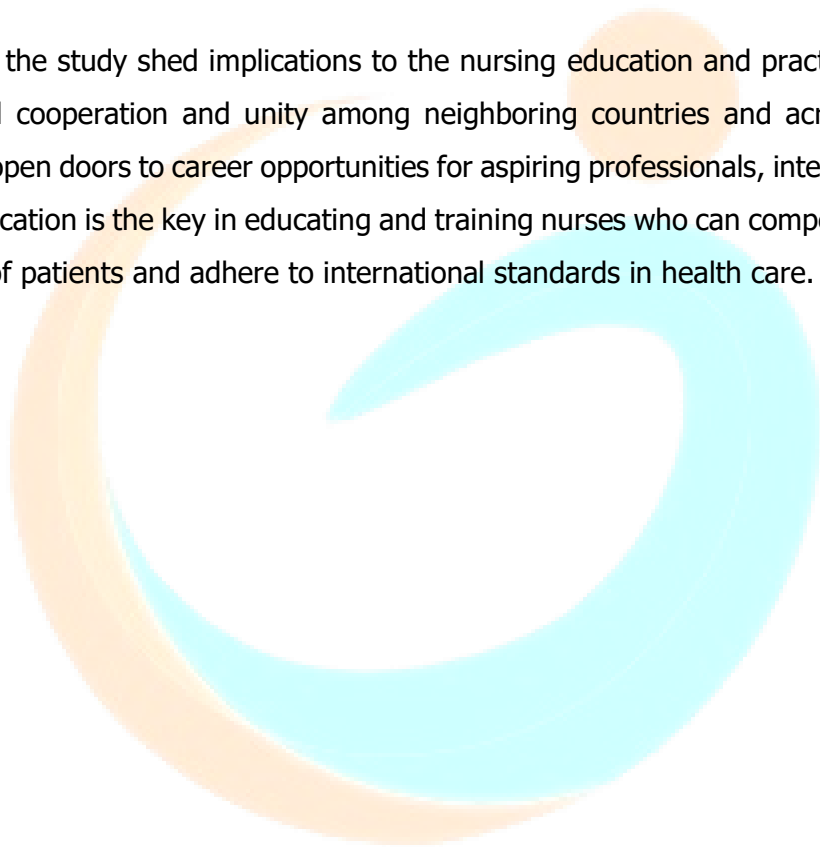 the study shed implications to the nursing education and pract
cooperation and unity among neighboring countries and acr
open doors to career opportunities for aspiring professionals, inte
cation is the key in educating and training nurses who can compe
of patients and adhere to international standards in health care.